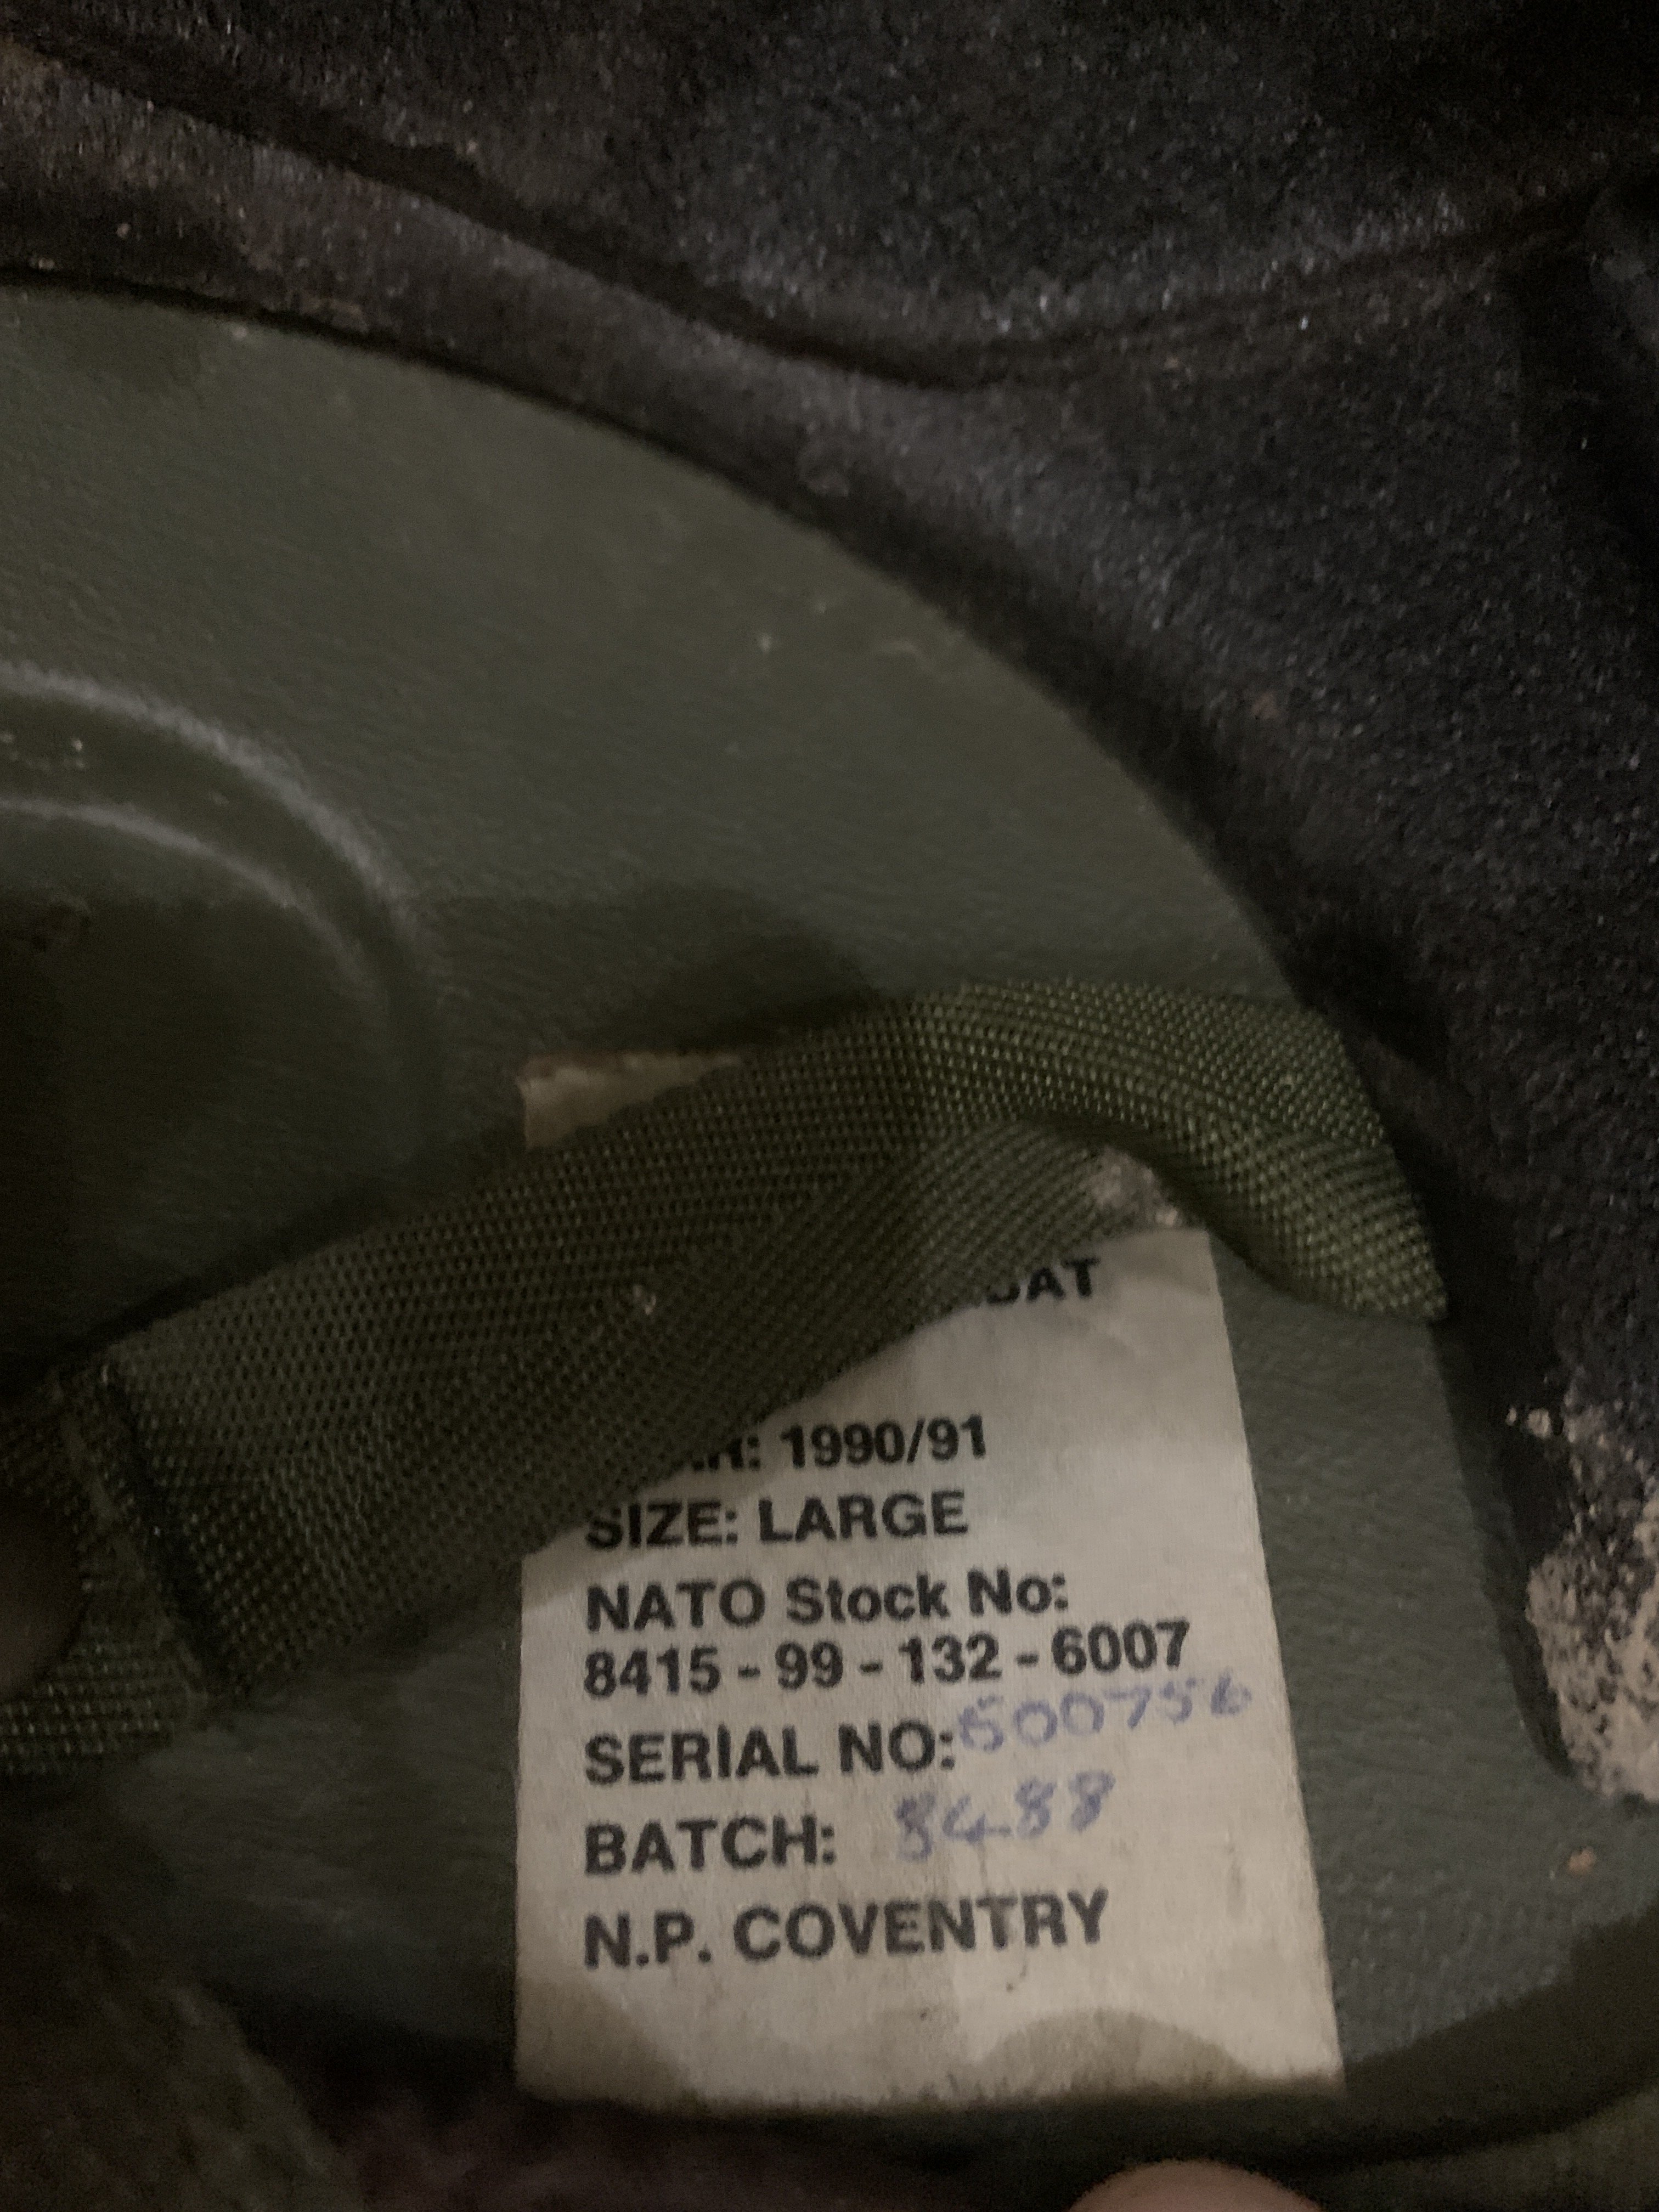 1990/91
SIZE: LARGE
NATO Stock No:
8415 - 99 - 132 - 6007
SERIAL NO: 500756
BATCH: 8488
N.P. COVENTRY